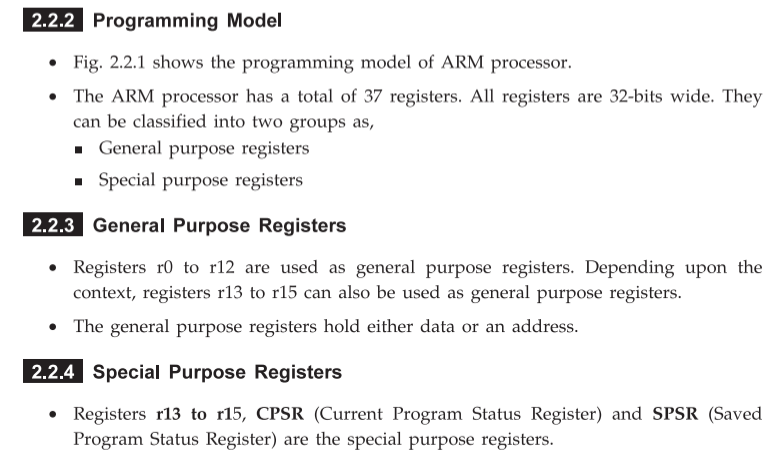 2.2.2 Programming Model
• Fig. 2.2.1 shows the programming model of ARM processor.
• The ARM processor has a total of 37 registers. All registers are 32-bits wide. They
can be classified into two groups as,
▪ General purpose registers
▪ Special purpose registers
2.2.3 General Purpose Registers
• Registers r0 to r12 are used as general purpose registers. Depending upon the
context, registers r13 to r15 can also be used as general purpose registers.
• The general purpose registers hold either data or an address.
2.2.4 Special Purpose Registers
• Registers r13 to r15, CPSR (Current Program Status Register) and SPSR (Saved
Program Status Register) are the special purpose registers.